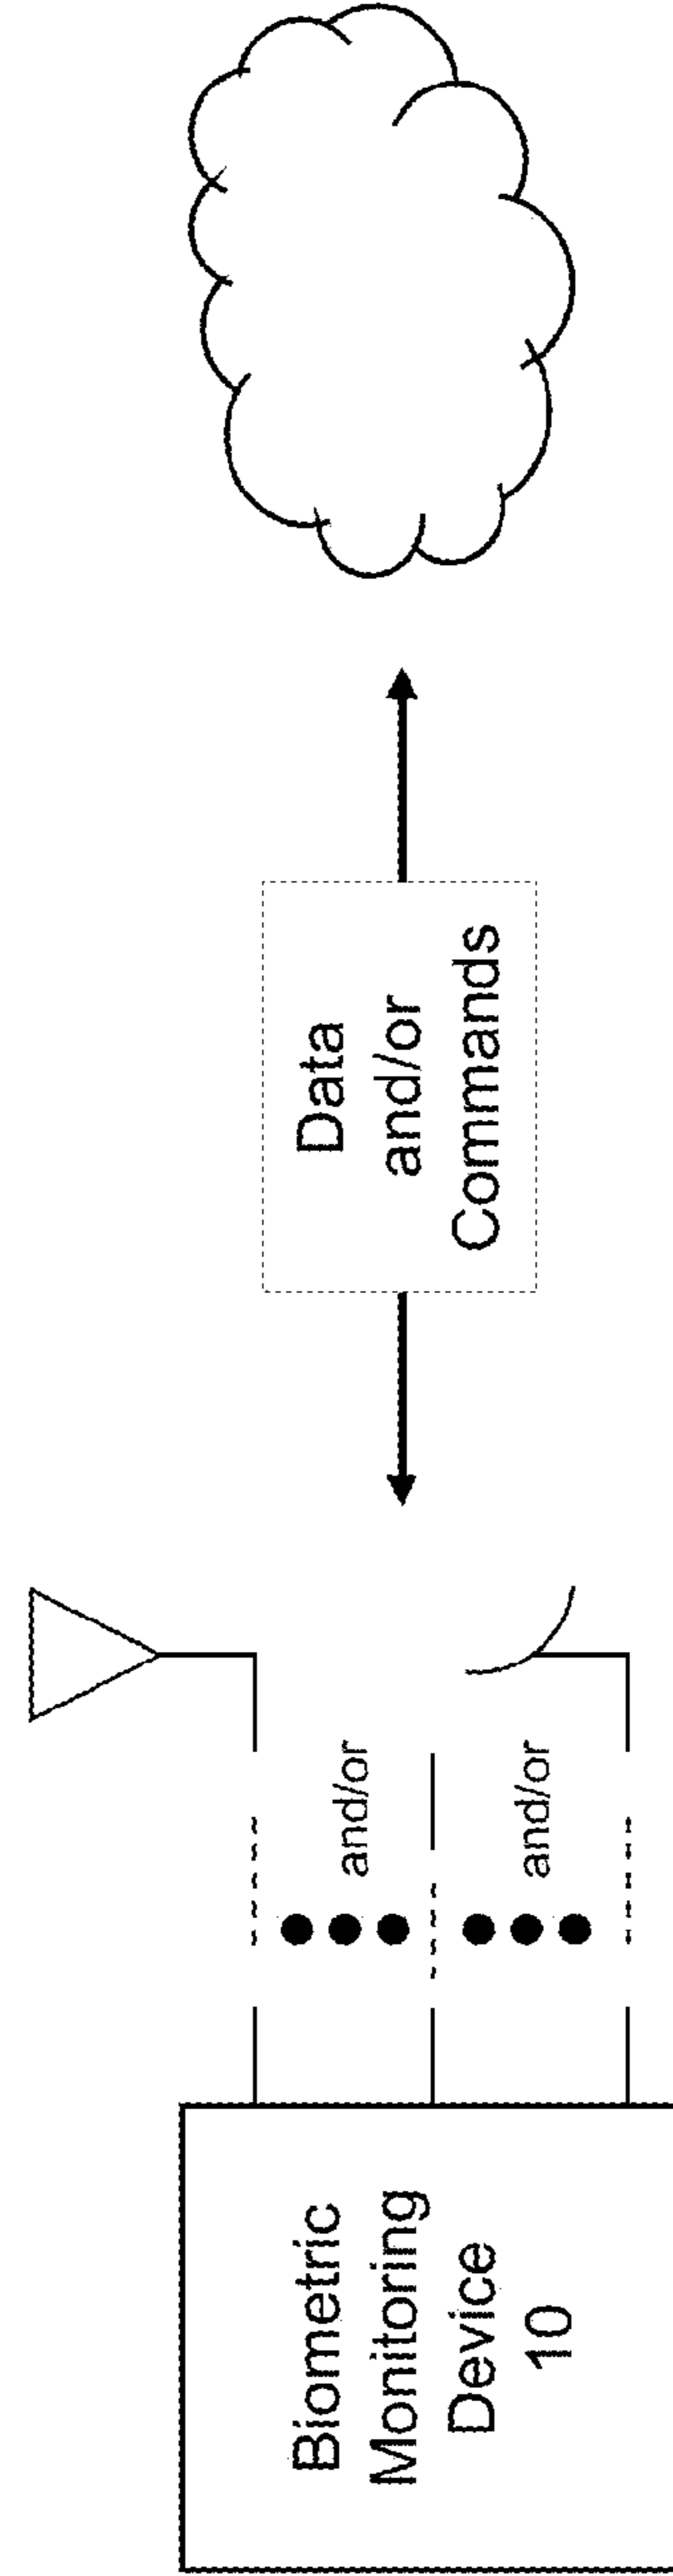 Biometric
Monitoring
Device
10
and/or
and/or
Data
and/or
Commands